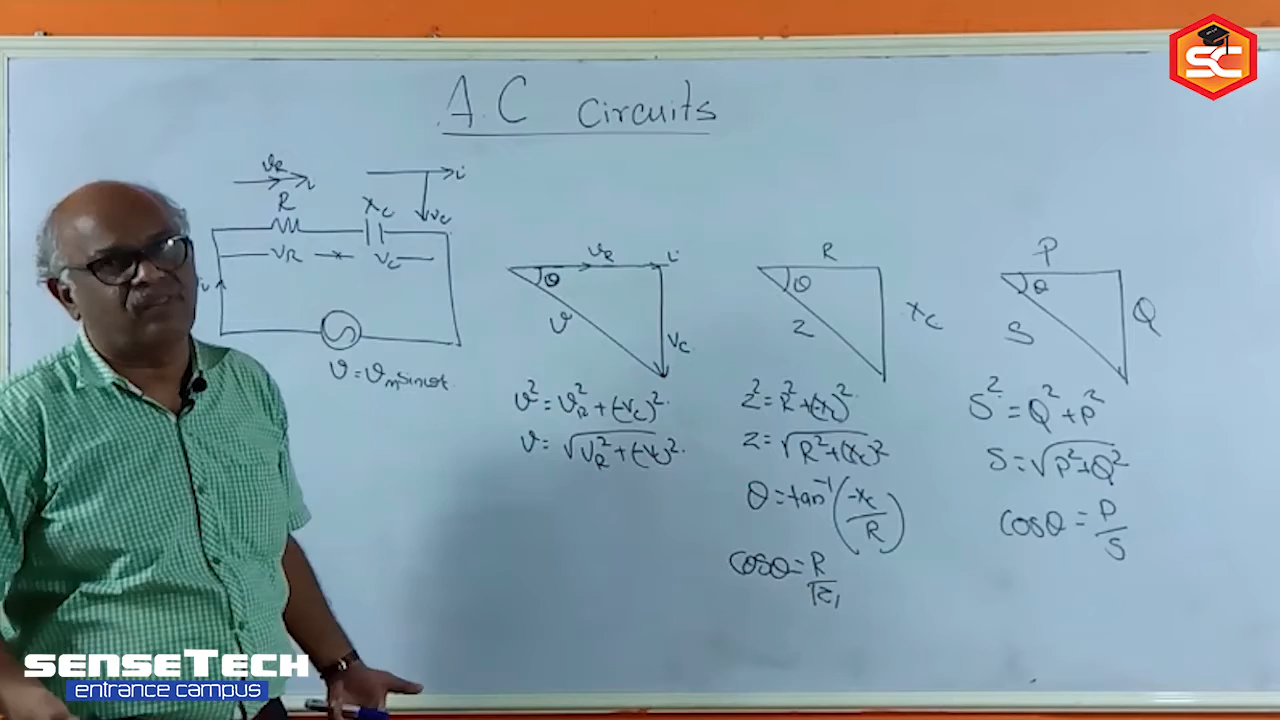 SC
A.C Circuits
vR
i
R
i
XC
vC
VR
VC
i
v = vm Sinωt
vR
i
θ
v
VC
v² = vR² + (-VC)²
v = √VR² + (-VC)²
R
θ
Z
XC
Z² = R² + (-XC)²
Z = √R² + (XC)²
θ = tan⁻¹(-XC/R)
cosθ = R/|Z|
P
θ
S
Q
S² = Q² + P²
S = √P² + Q²
cosθ = P/S
SENSETECH
entrance campus